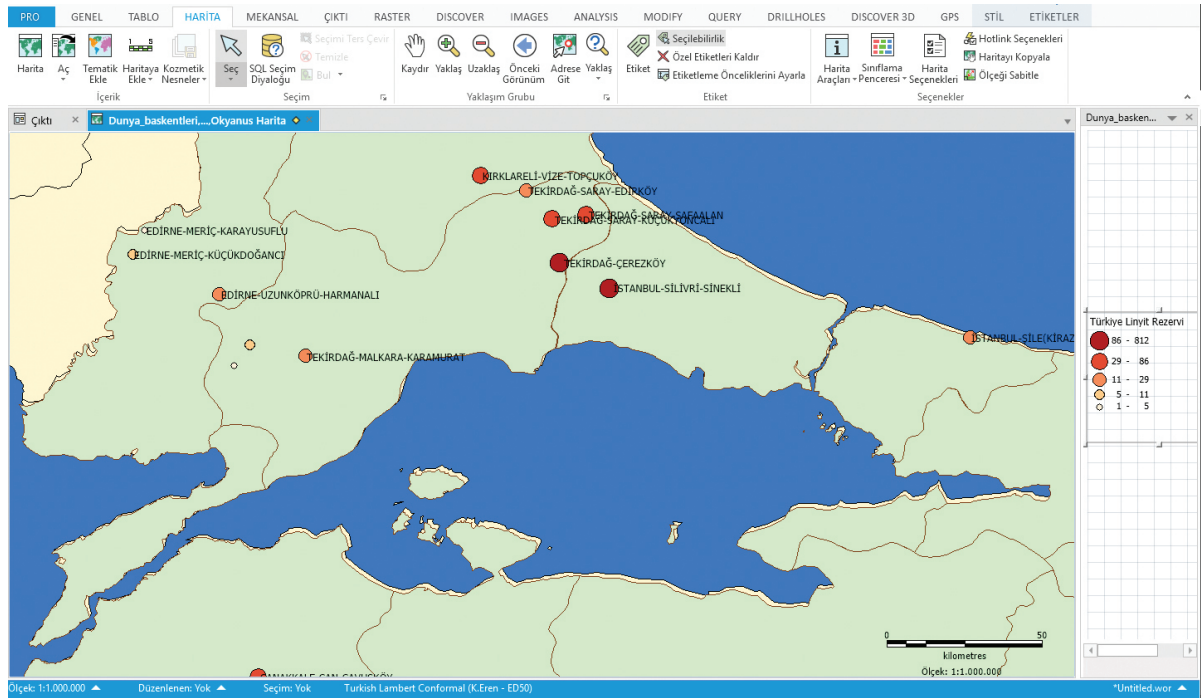 PRO GENEL TABLO HARİTA MEKANSAL ÇIKTI RASTER DISCOVER IMAGES ANALYSIS MODIFY QUERY DRILLHOLES DISCOVER 3D GPS STİL ETİKETLER
Harita
Aç
Tematik Ekle
Haritaya Ekle
Kozmetik Nesneler
İçerik
Seç
SQL Seçim Diyaloğu
Seçimi Ters Çevir
Temizle
Bul
Seçim
Kaydır
Yaklaş
Uzaklaş
Önceki Görünüm
Adrese Git
Yaklaş
Yaklaşım Grubu
Etiket
Seçilebilirlik
Özel Etiketleri Kaldır
Etiketleme Önceliklerini Ayarla
Etiket
Harita Araçları
Sınıflama Penceresi
Harita Seçenekleri
Hotlink Seçenekleri
Haritayı Kopyala
Ölçeği Sabitle
Seçenekler
Çıktı
Dunya_baskentleri,...,Okyanus Harita
Dunya_basken...
KIRKLARELİ-VİZE-TOPÇUKÖY
TEKİRDAĞ-SARAY-EDİRKÖY
TEKİRDAĞ-SARAY-SAFAALAN
TEKİRDAĞ-SARAY-KÜÇÜKYONCALI
EDİRNE-MERİÇ-KARAYUSUFLU
EDİRNE-MERİÇ-KÜÇÜKDOĞANCI
TEKİRDAĞ-ÇEREZKÖY
İSTANBUL-SİLİVRİ-SİNEKLİ
EDİRNE-UZUNKÖPRÜ-HARMANALI
İSTANBUL-SİLE(KİRAZ
TEKİRDAĞ-MALKARA-KARAMURAT
Türkiye Linyit Rezervi
86 - 812
29 - 86
11 - 29
5 - 11
1 - 5
0 50
kilometres
Ölçek: 1:1.000.000
Ölçek: 1:1.000.000 Düzenlenen: Yok Seçim: Yok Turkish Lambert Conformal (K.Eren - ED50) *Untitled.wor